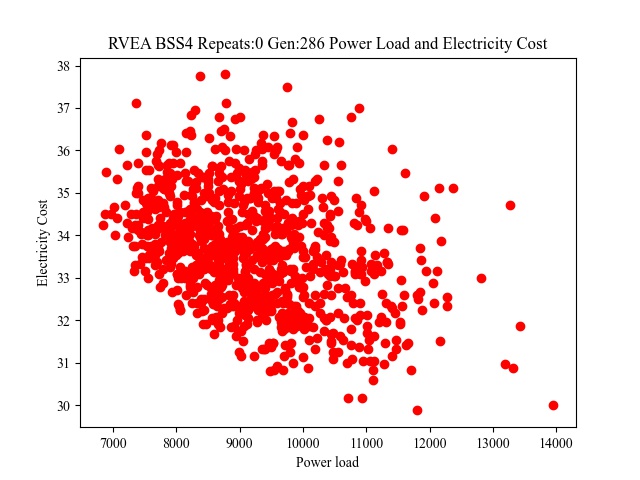 RVEA BSS4 Repeats:0 Gen:286 Power Load and Electricity Cost
38
37
36
35
34
33
32
31
30
Electricity Cost
7000 8000 9000 10000 11000 12000 13000 14000
Power load